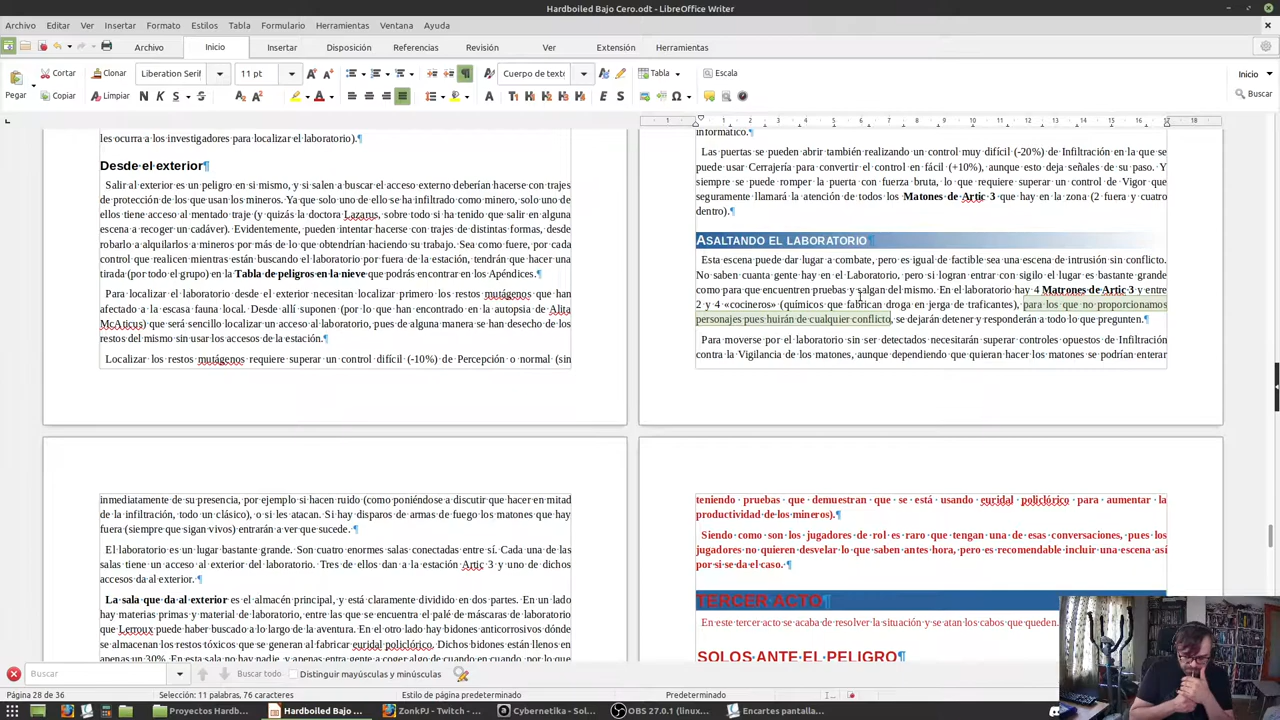 Hardboiled Bajo Cero.odt - LibreOffice Writer
Archivo Editar Ver Insertar Formato Estilos Tabla Formulario Herramientas Ventana Ayuda
Archivo Inicio Insertar Disposición Referencias Revisión Ver Extensión Herramientas
Pegar Cortar Clonar Liberation Serif 11 pt Cuerpo de texto Tabla Escala Inicio
Copiar Limpiar Buscar
les ocurra a los investigadores para localizar el laboratorio).¶
Desde el exterior¶
Salir al exterior es un peligro en si mismo, y si salen a buscar el acceso externo deberían hacerse con trajes
de protección de los que usan los mineros. Ya que solo uno de ello se ha infiltrado como minero, solo uno de
ellos tiene acceso al mentado traje (y quizás la doctora Lazarus, sobre todo si ha tenido que salir en alguna
escena a recoger un cadáver). Evidentemente, pueden intentar hacerse con trajes de distintas formas, desde
robarlo a alquilarlos a mineros por más de lo que obtendrían haciendo su trabajo. Sea como fuere, por cada
control que realicen mientras están buscando el laboratorio fuera de la estación, tendrán que hacer una
tirada (por todo el grupo) en la Tabla de peligros en la nieve que podrás encontrar en los Apéndices.¶
Para localizar el laboratorio desde el exterior necesitan localizar primero los restos mutágenos que han
afectado a la escasa fauna local. Desde allí suponen (por lo que han encontrado en la autopsia de Alita
McAticus) que será sencillo localizar un acceso al laboratorio, pues de alguna manera se han desecho de
restos del mismo sin usar los accesos de la estación.¶
Localizar los restos mutágenos requiere superar un control difícil (-10%) de Percepción o normal (sin
informático.¶
Las puertas se pueden abrir también realizando un control muy difícil (-20%) de Infiltración en la que se
puede usar Cerrajería para convertir el control en fácil (+10%), aunque esto deja señales de su paso. Y
siempre se puede romper la puerta con fuerza bruta, lo que requiere superar un control de Vigor que
seguramente llamará la atención de todos los Matones de Artic 3 que hay en la zona (2 fuera y cuatro
dentro).¶
ASALTANDO EL LABORATORIO¶
Esta escena puede dar lugar a combate, pero es igual de factible sea una escena de intrusión sin conflicto.
No saben cuanta gente hay en el Laboratorio, pero si logran entrar con sigilo el lugar es bastante grande
como para que encuentren pruebas y salgan del mismo. En el laboratorio hay 4 Matrones de Artic 3 y entre
2 y 4 «cocineros» (químicos que fabrican droga en jerga de traficantes), para los que no proporcionamos
personajes pues huirán de cualquier conflicto, se dejarán detener y responderán a todo lo que pregunten.¶
Para moverse por el laboratorio sin ser detectados necesitarán superar controles opuestos de Infiltración
contra la Vigilancia de los matones, aunque dependiendo que quieran hacer los matones se podrían enterar
inmediatamente de su presencia, por ejemplo si hacen ruido (como poniéndose a discutir que hacer en mitad
de la infiltración, todo un clásico), o si les atacan. Si hay disparos de armas de fuego los matones que hay
fuera (siempre que sigan vivos) entrarán a ver que sucede. ¶
El laboratorio es un lugar bastante grande. Son cuatro enormes salas conectadas entre sí. Cada una de las
salas tiene un acceso al exterior del laboratorio. Tres de ellos dan a la estación Artic 3 y uno de dichos
accesos da al exterior. ¶
La sala que da al exterior es el almacén principal, y está claramente dividido en dos partes. En un lado
hay materias primas y material de laboratorio, entre las que se encuentra el palé de máscaras de laboratorio
que Leroux puede haber buscado a lo largo de la aventura. En el otro lado hay bidones anticorrosivos dónde
se almacenan los restos tóxicos que se generan al fabricar euridal policlórico. Dichos bidones están llenos en
apenas un 30%. En esta sala no hay nadie, y apenas entra gente a coger algo de cuando en cuando, por lo que
teniendo pruebas que demuestran que se está usando euridal policlórico para aumentar la
productividad de los mineros).¶
Siendo como son los jugadores de rol es raro que tengan una de esas conversaciones, pues los
jugadores no quieren desvelar lo que saben antes hora, pero es recomendable incluir una escena así
por si se da el caso. ¶
TERCER ACTO¶
En este tercer acto se acaba de resolver la situación y se atan los cabos que queden.
SOLOS ANTE EL PELIGRO¶
Buscar Buscar todo Distinguir mayúsculas y minúsculas
Página 28 de 36 Selección: 11 palabras, 76 caracteres Estilo de página predeterminado Predeterminado
Proyectos Hardb... Hardboiled Bajo ... ZonkPJ - Twitch - ... Cybernetika - Sol... OBS 27.0.1 (linux... Encartes pantalla...